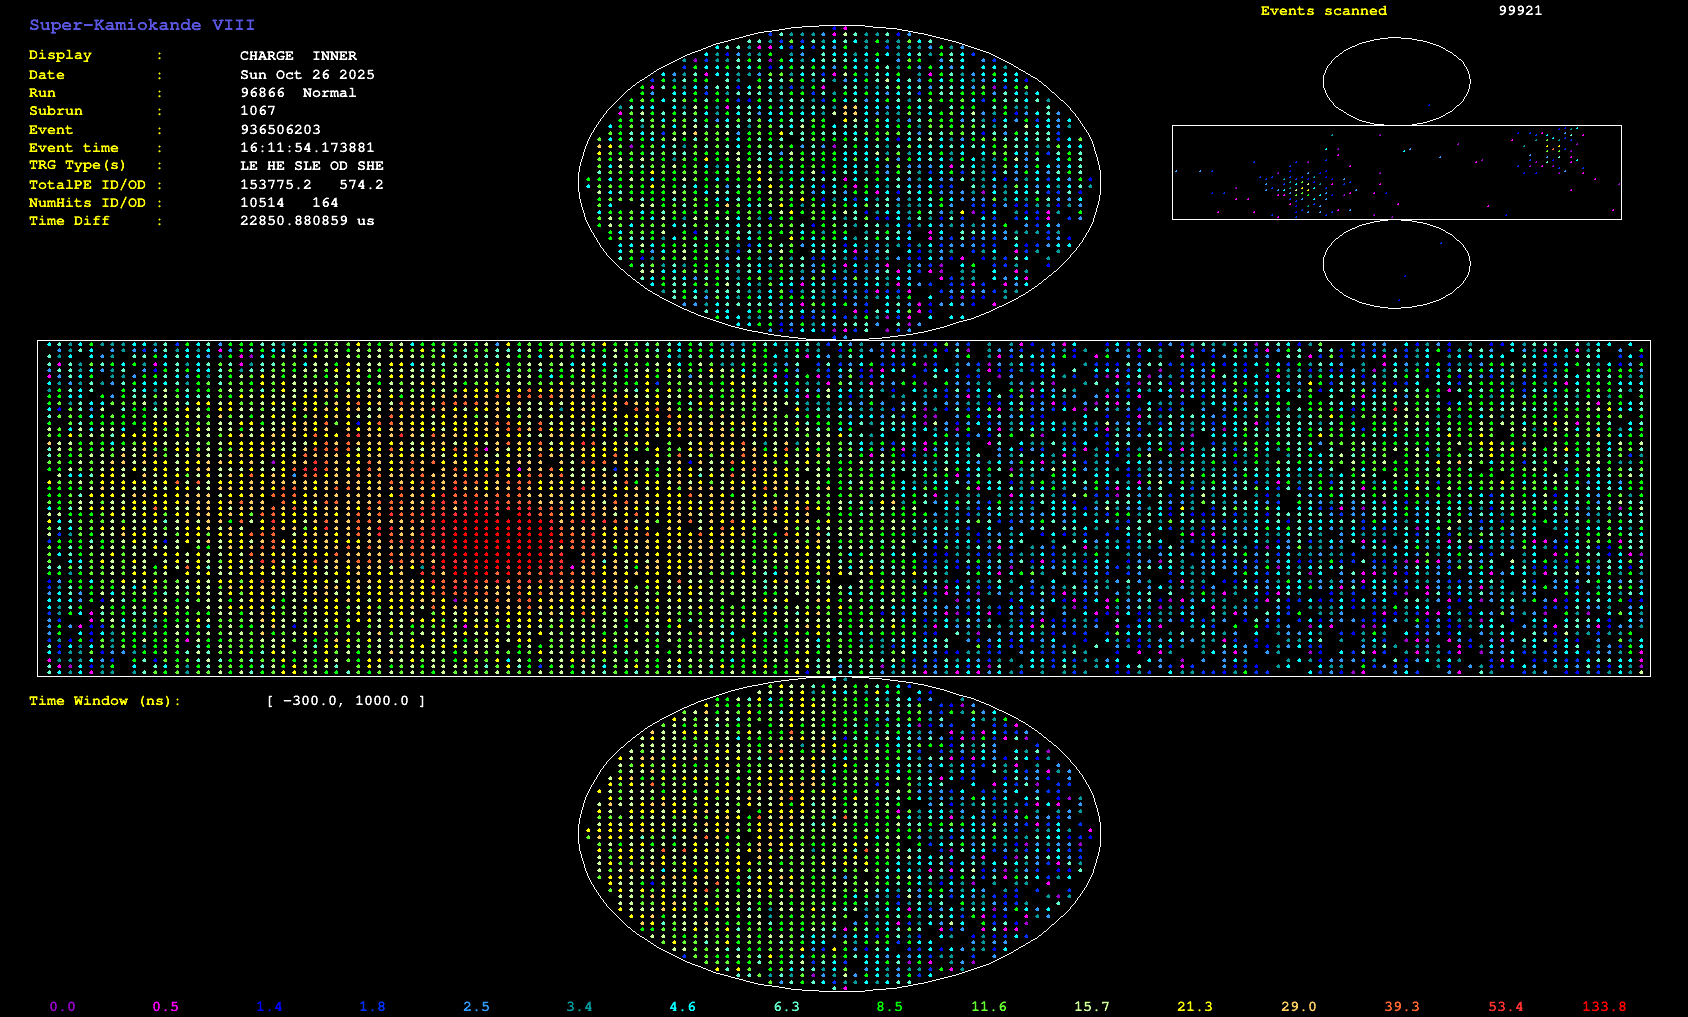 Super-Kamiokande VIII
Events scanned 99921
Display : CHARGE INNER
Date : Sun Oct 26 2025
Run : 96866 Normal
Subrun : 1067
Event : 936506203
Event time : 16:11:54.173881
TRG Type(s) : LE HE SLE OD SHE
TotalPE ID/OD : 153775.2 574.2
NumHits ID/OD : 10514 164
Time Diff : 22850.880859 us
Time Window (ns): [ -300.0, 1000.0 ]
0.0 0.5 1.4 1.8 2.5 3.4 4.6 6.3 8.5 11.6 15.7 21.3 29.0 39.3 53.4 133.8